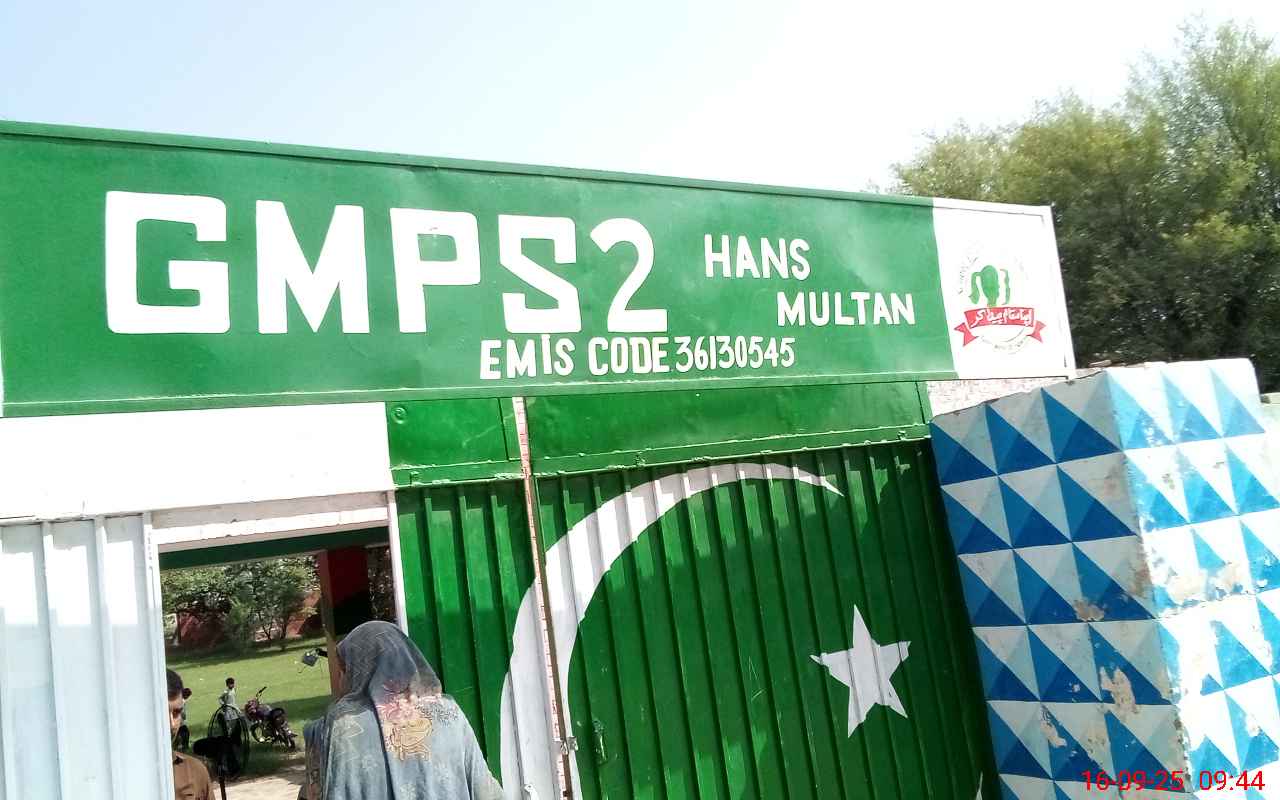 GMPS2
HANS
MULTAN
EMIS CODE 36130545
16-09-25 09:44